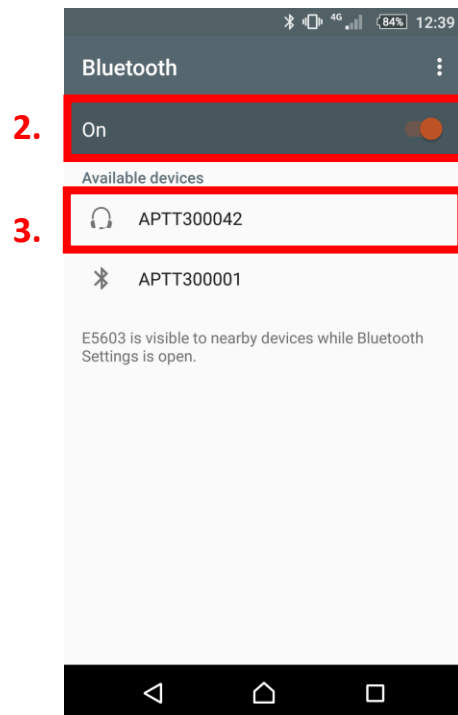 4G 84% 12:39
Bluetooth
2. On
Available devices
3. APTT300042
APTT300001
E5603 is visible to nearby devices while Bluetooth
Settings is open.